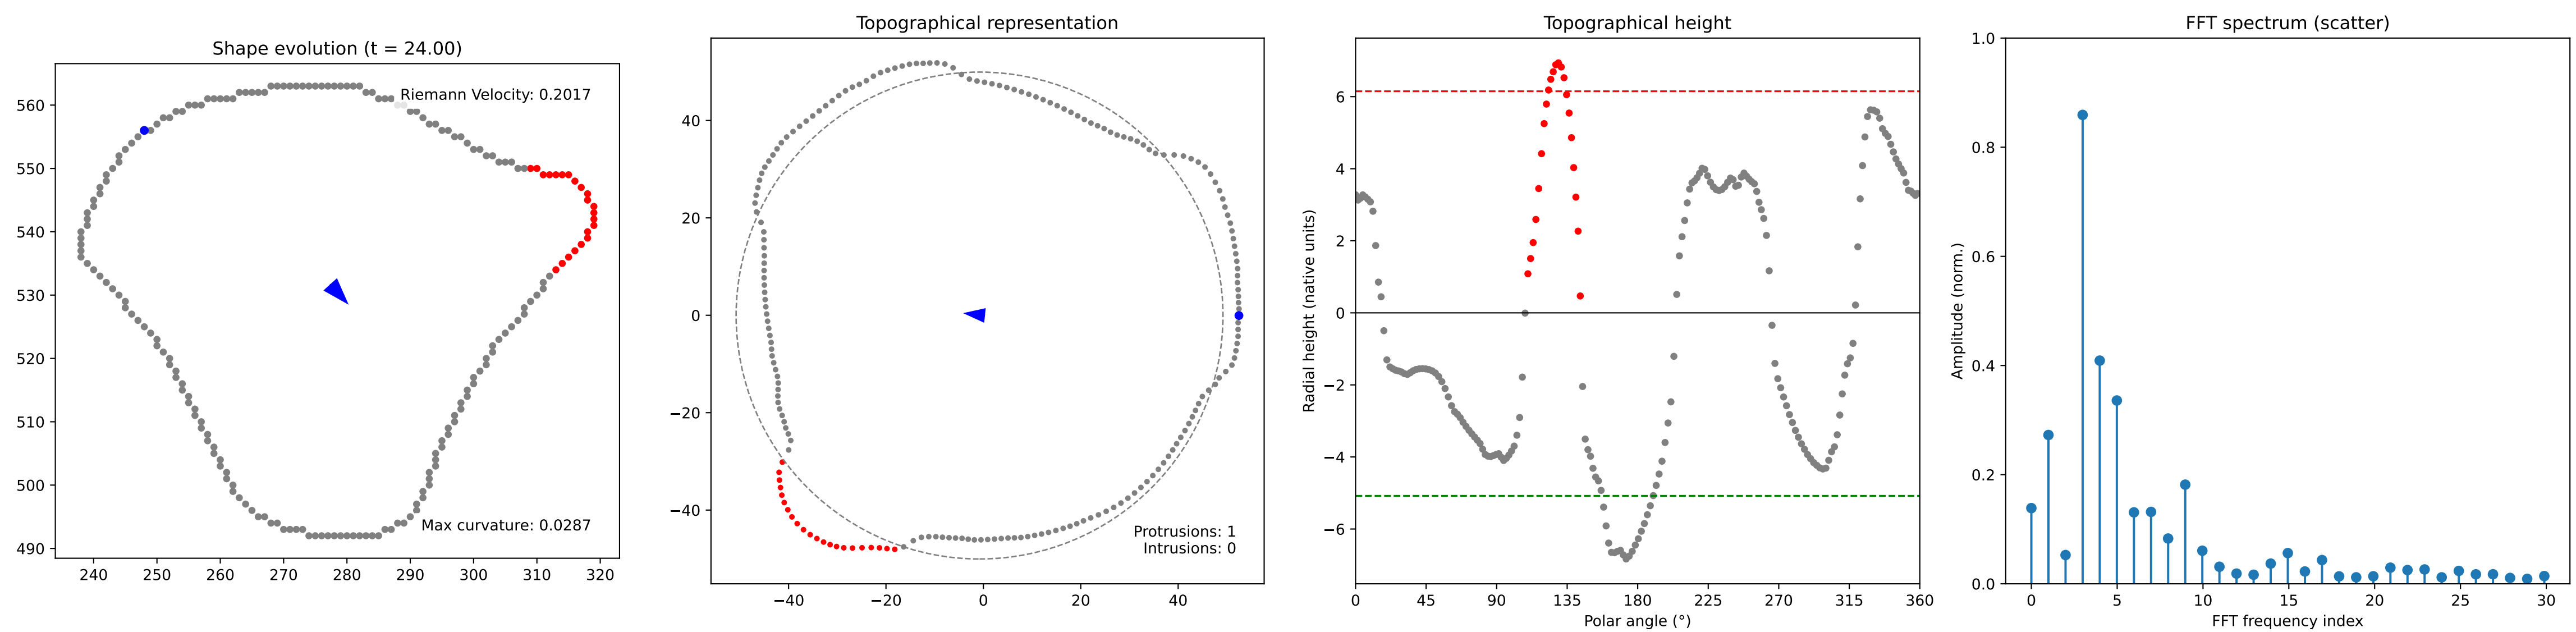 Shape evolution (t = 24.00)
Riemann Velocity: 0.2017
Max curvature: 0.0287
560
550
540
530
520
510
500
490
240 250 260 270 280 290 300 310 320
Topographical representation
40
20
0
−20
−40
−40 −20 0 20 40
Protrusions: 1
Intrusions: 0
Topographical height
Radial height (native units)
6
4
2
0
−2
−4
−6
0 45 90 135 180 225 270 315 360
Polar angle (°)
FFT spectrum (scatter)
Amplitude (norm.)
1.0
0.8
0.6
0.4
0.2
0.0
0 5 10 15 20 25 30
FFT frequency index